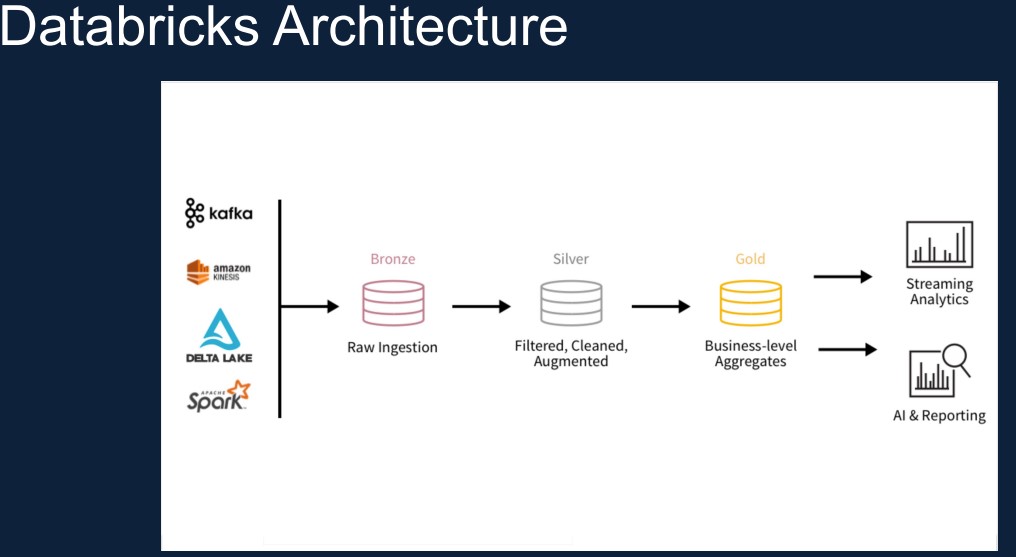 Databricks Architecture
kafka
amazon
KINESIS
DELTA LAKE
APACHE
Spark™
Bronze
Raw Ingestion
Silver
Filtered, Cleaned,
Augmented
Gold
Business-level
Aggregates
Streaming
Analytics
AI & Reporting